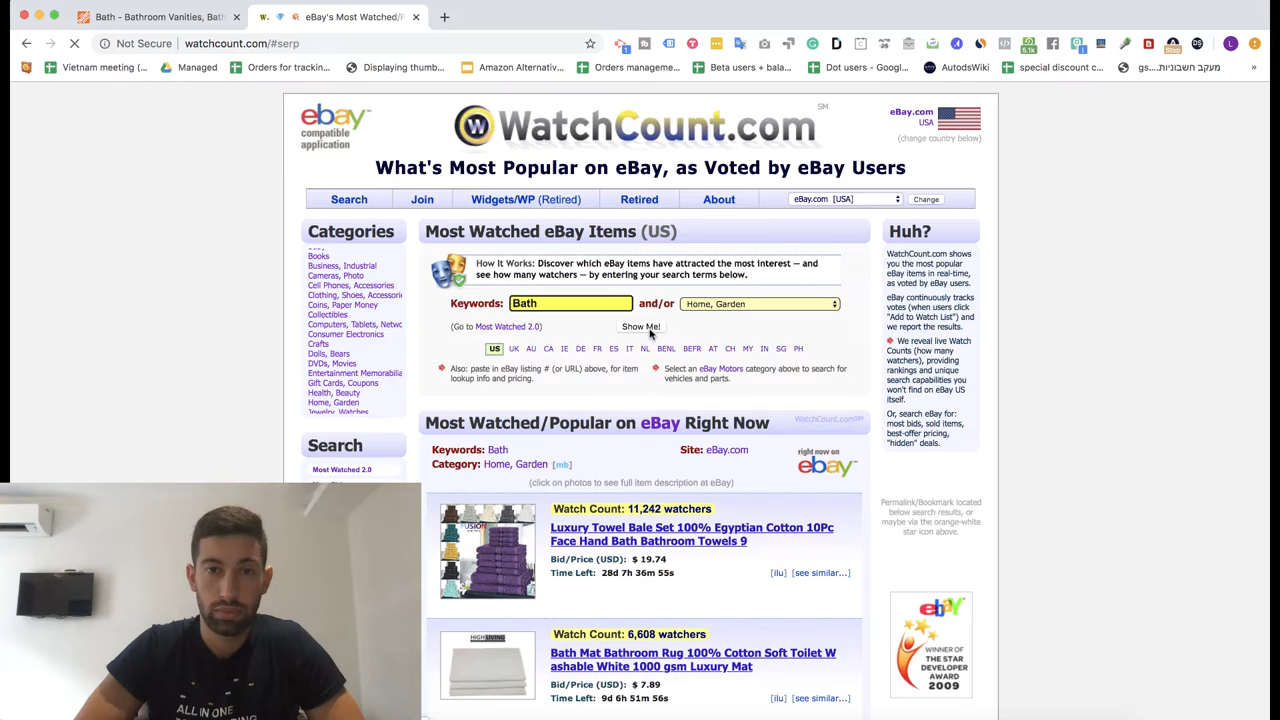 Bath - Bathroom Vanities, Bat
eBay's Most Watched/P
Not Secure | watchcount.com/#serp
Vietnam meeting (... Managed Orders for trackin... Displaying thumb... Amazon Alternativ... Orders manageme... Beta users + bala... Dot users - Googl... AutodsWiki special discount c... מעקב חשבוניות...gs
ebay
compatible
application
WatchCount.com
SM
eBay.com
USA
(change country below)
What's Most Popular on eBay, as Voted by eBay Users
Search Join Widgets/WP (Retired) Retired About eBay.com [USA] Change
Categories
Books
Business, Industrial
Cameras, Photo
Cell Phones, Accessories
Clothing, Shoes, Accessori
Coins, Paper Money
Collectibles
Computers, Tablets, Netwo
Consumer Electronics
Crafts
Dolls, Bears
DVDs, Movies
Entertainment Memorabilia
Gift Cards, Coupons
Health, Beauty
Home, Garden
Jewelry, Watches
Search
Most Watched 2.0
Most Watched eBay Items (US)
How It Works: Discover which eBay items have attracted the most interest — and
see how many watchers — by entering your search terms below.
Keywords: Bath and/or Home, Garden
(Go to Most Watched 2.0) Show Me!
US UK AU CA IE DE FR ES IT NL BENL BEFR AT CH MY IN SG PH
Also: paste in eBay listing # (or URL) above, for item
lookup info and pricing.
Select an eBay Motors category above to search for
vehicles and parts.
Most Watched/Popular on eBay Right Now
WatchCount.com℠
Keywords: Bath
Site: eBay.com
Category: Home, Garden [mb]
right now on
ebay
(click on photos to see full item description at eBay)
Watch Count: 11,242 watchers
Luxury Towel Bale Set 100% Egyptian Cotton 10Pc
Face Hand Bath Bathroom Towels 9
Bid/Price (USD): $ 19.74
Time Left: 28d 7h 36m 55s
[ilu] [see similar...]
FUSION
Watch Count: 6,608 watchers
Bath Mat Bathroom Rug 100% Cotton Soft Toilet W
ashable White 1000 gsm Luxury Mat
Bid/Price (USD): $ 7.89
Time Left: 9d 6h 51m 56s
[ilu] [see similar...]
HIGHLIVING
Huh?
WatchCount.com shows
you the most popular
eBay items in real-time,
as voted by eBay users.
eBay continuously tracks
votes (when users click
"Add to Watch List") and
we report the results.
We reveal live Watch
Counts (how many
watchers), providing
rankings and unique
search capabilities you
won't find on eBay US
itself.
Or, search eBay for:
most bids, sold items,
best-offer pricing,
"hidden" deals.
Permalink/Bookmark located
below search results, or
maybe via the orange-white
star icon above.
ebay
WINNER OF
THE STAR
DEVELOPER
AWARD
2009
ALL IN ONE